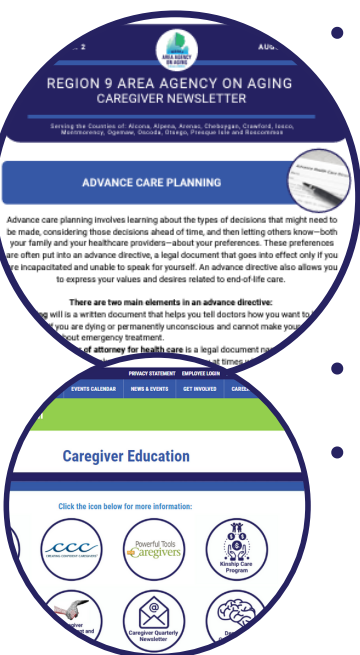 2
AREA AGENCY
ON AGING
REGION 9 AREA AGENCY ON AGING
CAREGIVER NEWSLETTER
Serving the Counties of: Alcona, Alpena, Arenac, Cheboygan, Crawford, Iosco,
Montmorency, Ogemaw, Oscoda, Otsego, Presque Isle and Roscommon
ADVANCE CARE PLANNING
Advance care planning involves learning about the types of decisions that might need to
be made, considering those decisions ahead of time, and then letting others know—both
your family and your healthcare providers—about your preferences. These preferences
are often put into an advance directive, a legal document that goes into effect only if you
are incapacitated and unable to speak for yourself. An advance directive also allows you
to express your values and desires related to end-of-life care.
There are two main elements in an advance directive:
will is a written document that helps you tell doctors how you want to
you are dying or permanently unconscious and cannot make your
about emergency treatment.
of attorney for health care is a legal document
at times
PRIVACY STATEMENT EMPLOYEE LOGIN
EVENTS CALENDAR NEWS & EVENTS GET INVOLVED
Caregiver Education
Click the icon below for more information:
ccc
Powerful Tools
for Caregivers
Kinship Care
Program
and
Caregiver Quarterly
Newsletter